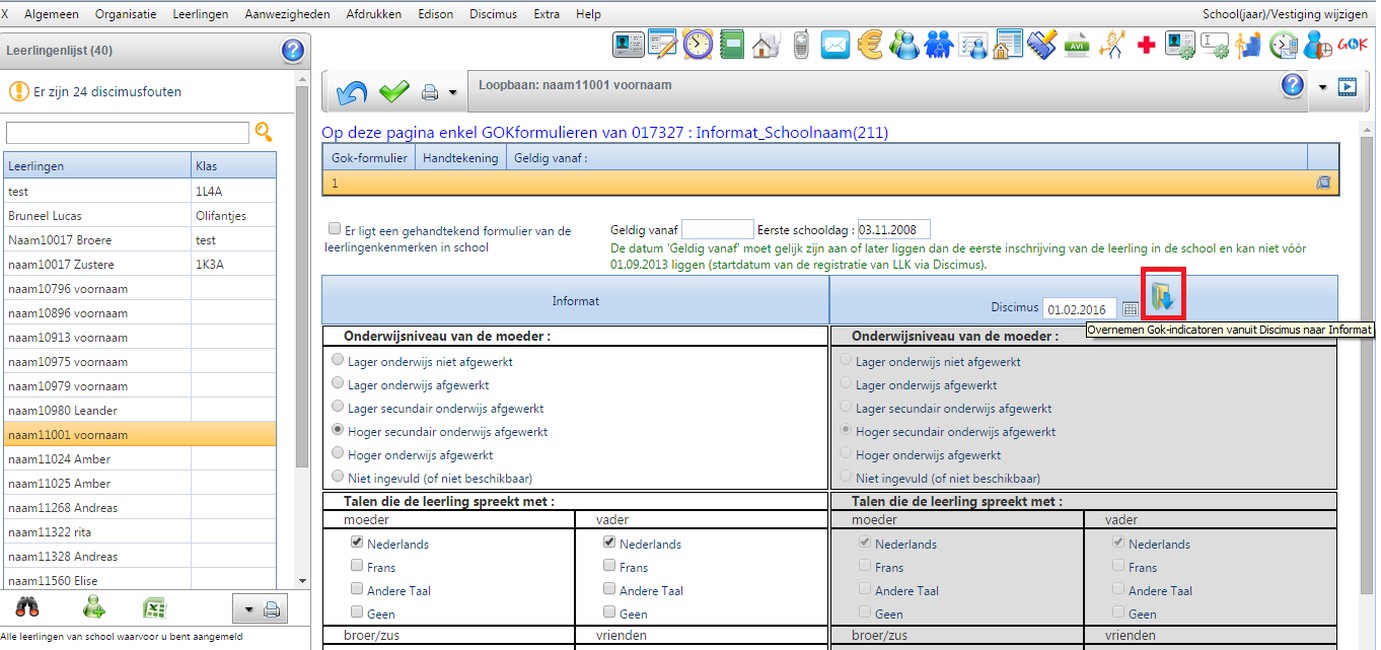 X Algemeen Organisatie Leerlingen Aanwezigheden Afdrukken Edison Discimus Extra Help School(jaar)/Vestiging wijzigen
Leerlingenlijst (40)
?
AVI
GOK
Er zijn 24 discimusfouten
Loopbaan: naam11001 voornaam
?
Op deze pagina enkel GOKformulieren van 017327 : Informat_Schoolnaam(211)
Leerlingen Klas
test 1L4A
Bruneel Lucas Olifantjes
Naam10017 Broere test
naam10017 Zustere 1K3A
naam10796 voornaam
naam10896 voornaam
naam10913 voornaam
naam10975 voornaam
naam10979 voornaam
naam10980 Leander
naam11001 voornaam
naam11024 Amber
naam11025 Amber
naam11268 Andreas
naam11322 rita
naam11328 Andreas
naam11560 Elise
Alle leerlingen van school waarvoor u bent aangemeld
Gok-formulier Handtekening Geldig vanaf :
1
Er ligt een gehandtekend formulier van de
leerlingenkenmerken in school
Geldig vanaf Eerste schooldag : 03.11.2008
De datum 'Geldig vanaf' moet gelijk zijn aan of later liggen dan de eerste inschrijving van de leerling in de school en kan niet vóór
01.09.2013 liggen (startdatum van de registratie van LLK via Discimus).
Informat
Discimus 01.02.2016
Overnemen Gok-indicatoren vanuit Discimus naar Informat
Onderwijsniveau van de moeder : Onderwijsniveau van de moeder :
Lager onderwijs niet afgewerkt Lager onderwijs niet afgewerkt
Lager onderwijs afgewerkt Lager onderwijs afgewerkt
Lager secundair onderwijs afgewerkt Lager secundair onderwijs afgewerkt
Hoger secundair onderwijs afgewerkt Hoger secundair onderwijs afgewerkt
Hoger onderwijs afgewerkt Hoger onderwijs afgewerkt
Niet ingevuld (of niet beschikbaar) Niet ingevuld (of niet beschikbaar)
Talen die de leerling spreekt met : Talen die de leerling spreekt met :
moeder vader moeder vader
Nederlands Nederlands Nederlands Nederlands
Frans Frans Frans Frans
Andere Taal Andere Taal Andere Taal Andere Taal
Geen Geen Geen Geen
broer/zus vrienden broer/zus vrienden